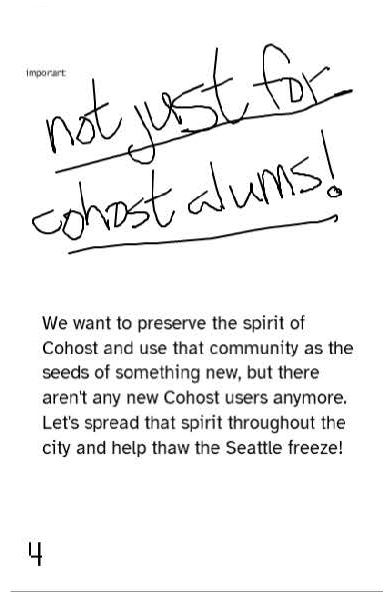 imporart:
not just for
cohost alums!
We want to preserve the spirit of
Cohost and use that community as the
seeds of something new, but there
aren't any new Cohost users anymore.
Let's spread that spirit throughout the
city and help thaw the Seattle freeze!
4